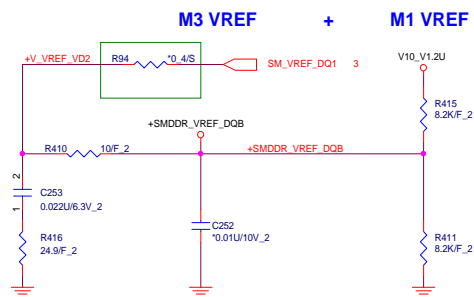 M3 VREF + M1 VREF
+V_VREF_VD2
R94
*0_4/S
SM_VREF_DQ1 3
V10_V1.2U
R415
8.2K/F_2
+SMDDR_VREF_DQB
R410
10/F_2
+SMDDR_VREF_DQB
2
C253
1
0.022U/6.3V_2
C252
*0.01U/10V_2
R416
24.9/F_2
R411
8.2K/F_2